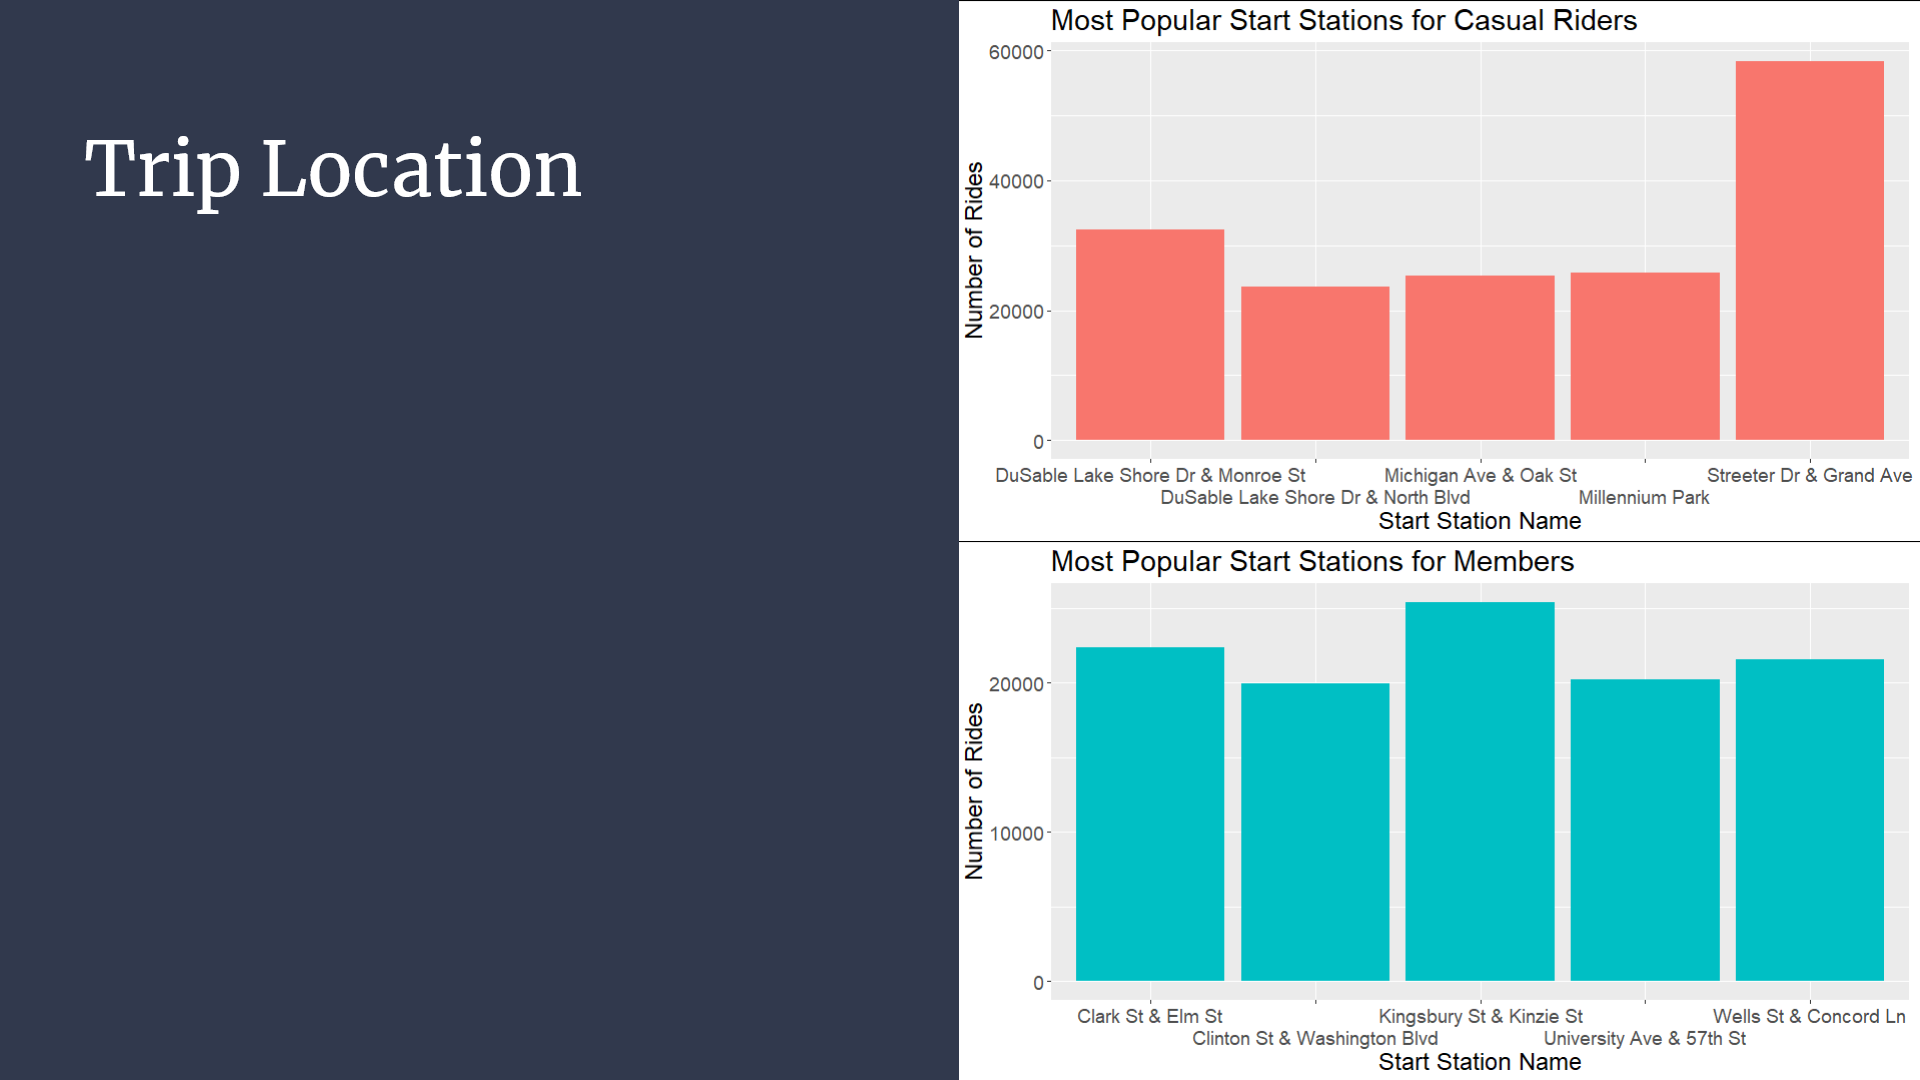 Trip Location
Most Popular Start Stations for Casual Riders
Number of Rides
60000
40000
20000
0
DuSable Lake Shore Dr & Monroe St
DuSable Lake Shore Dr & North Blvd
Michigan Ave & Oak St
Millennium Park
Streeter Dr & Grand Ave
Start Station Name
Most Popular Start Stations for Members
Number of Rides
20000
10000
0
Clark St & Elm St
Clinton St & Washington Blvd
Kingsbury St & Kinzie St
University Ave & 57th St
Wells St & Concord Ln
Start Station Name